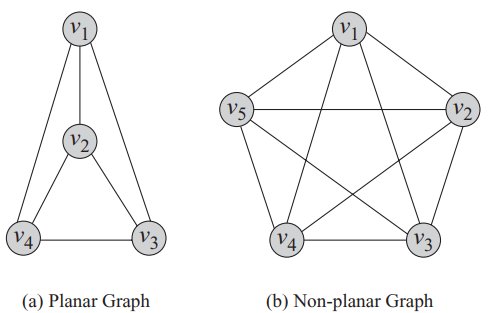 v1
v1
v5
v2
v2
v4
v3
v4
v3
(a) Planar Graph
(b) Non-planar Graph